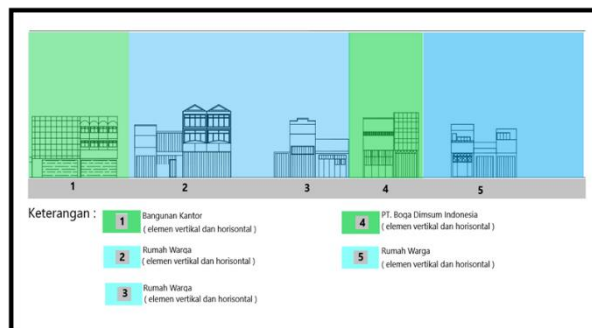 1
2
3
4
5
Keterangan :
1
Bangunan Kantor
( elemen vertikal dan horisontal )
2
Rumah Warga
( elemen vertikal dan horisontal )
3
Rumah Warga
( elemen vertikal dan horisontal )
4
PT. Boga Dimsum Indonesia
( elemen vertikal dan horisontal )
5
Rumah Warga
( elemen vertikal dan horisontal )